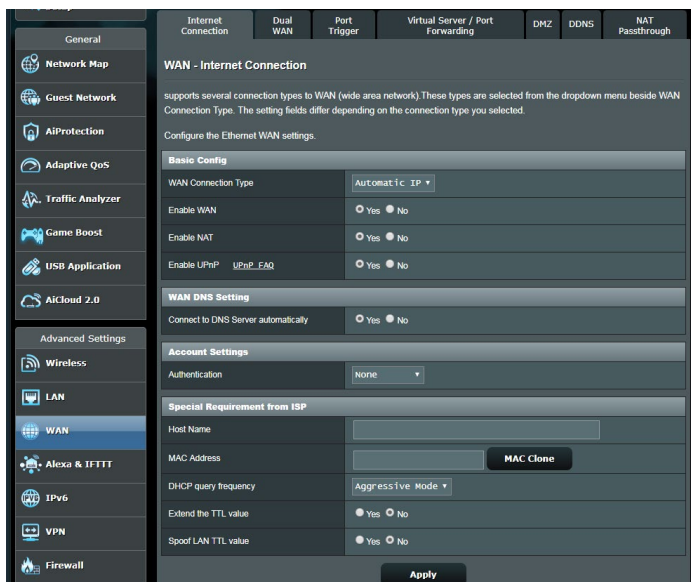 General
Network Map
Guest Network
AiProtection
Adaptive QoS
Traffic Analyzer
Game Boost
USB Application
AiCloud 2.0
Advanced Settings
Wireless
LAN
WAN
Alexa & IFTTT
IPv6
VPN
Firewall
Internet Connection
Dual WAN
Port Trigger
Virtual Server / Port Forwarding
DMZ
DDNS
NAT Passthrough
WAN - Internet Connection
supports several connection types to WAN (wide area network).These types are selected from the dropdown menu beside WAN
Connection Type. The setting fields differ depending on the connection type you selected.
Configure the Ethernet WAN settings.
Basic Config
WAN Connection Type Automatic IP
Enable WAN Yes No
Enable NAT Yes No
Enable UPnP UPnP FAQ Yes No
WAN DNS Setting
Connect to DNS Server automatically Yes No
Account Settings
Authentication None
Special Requirement from ISP
Host Name
MAC Address MAC Clone
DHCP query frequency Aggressive Mode
Extend the TTL value Yes No
Spoof LAN TTL value Yes No
Apply